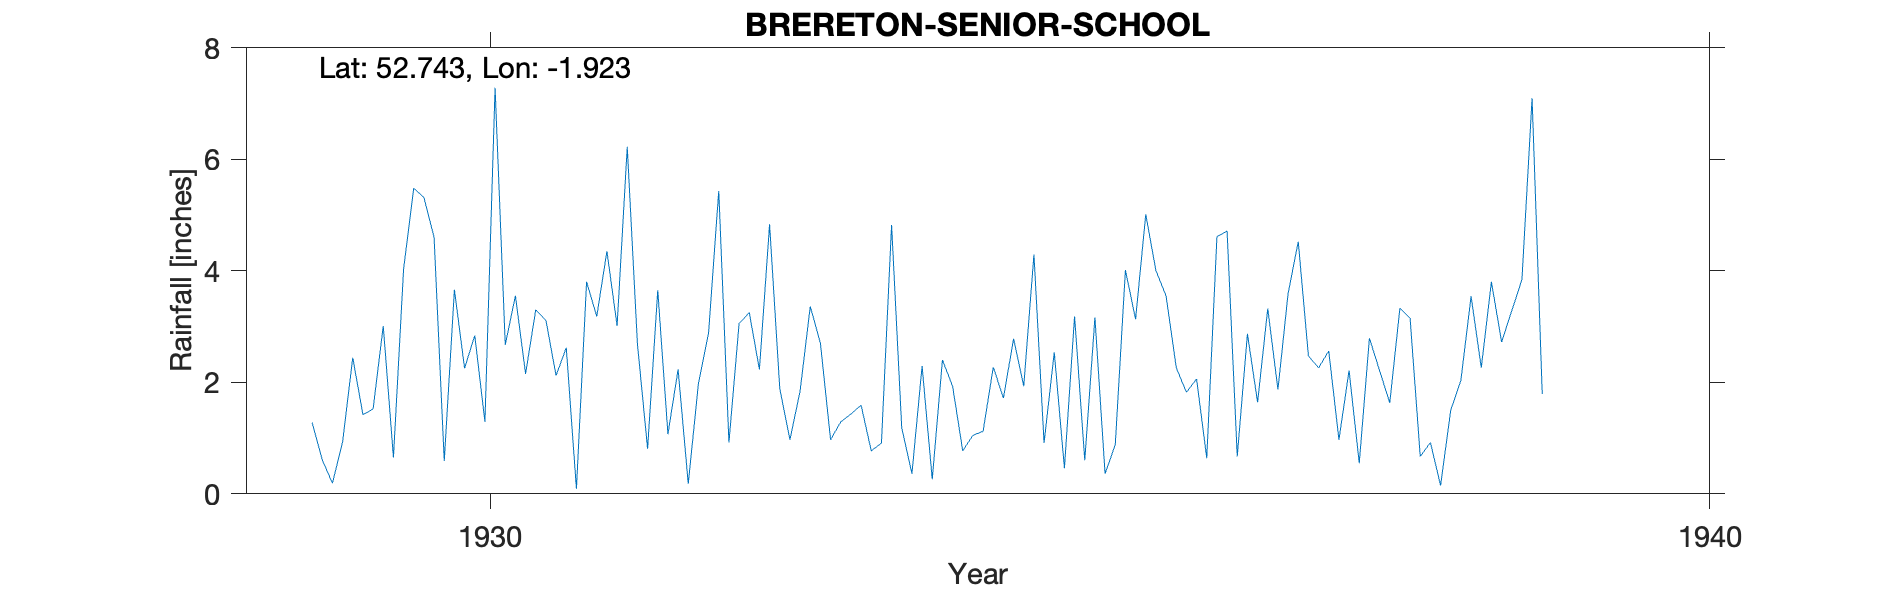 BRERETON-SENIOR-SCHOOL
Lat: 52.743, Lon: -1.923
8
6
4
2
0
Rainfall [inches]
1930
1940
Year